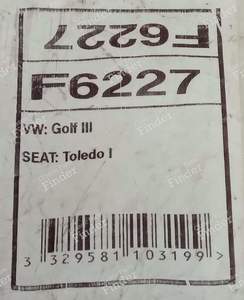 F6227
F6227
VW: Golf III
SEAT: Toledo I
3 329581 103199 >